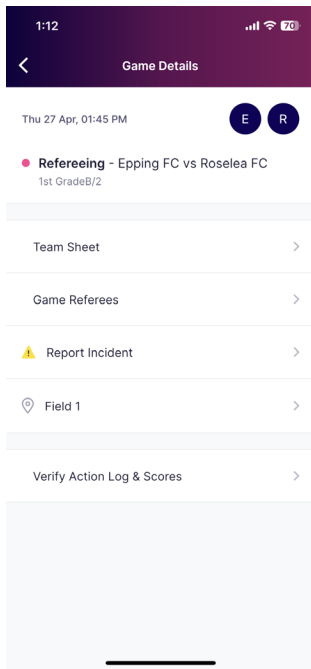 1:12
70
Game Details
Thu 27 Apr, 01:45 PM
E
R
Refereeing - Epping FC vs Roselea FC
1st GradeB/2
Team Sheet
Game Referees
Report Incident
Field 1
Verify Action Log & Scores